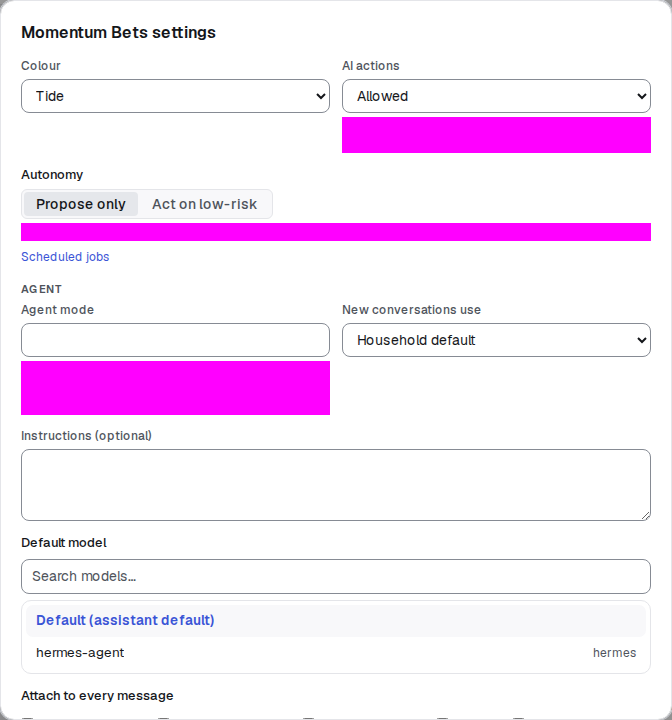 Momentum Bets settings
Colour
AI actions
Tide
Allowed
Autonomy
Propose only
Act on low-risk
Scheduled jobs
AGENT
Agent mode
New conversations use
Household default
Instructions (optional)
Default model
Search models…
Default (assistant default)
hermes-agent
hermes
Attach to every message